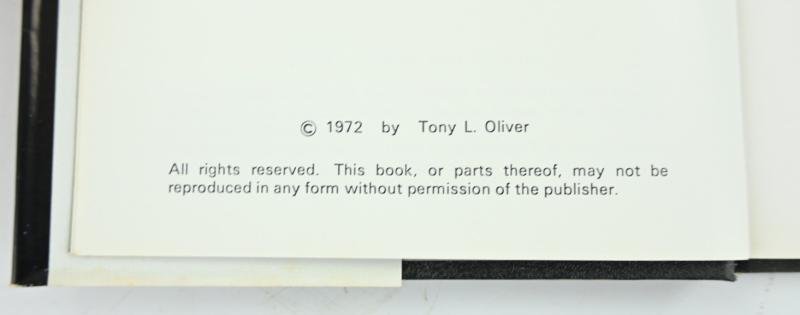 © 1972 by Tony L. Oliver
All rights reserved. This book, or parts thereof, may not be
reproduced in any form without permission of the publisher.